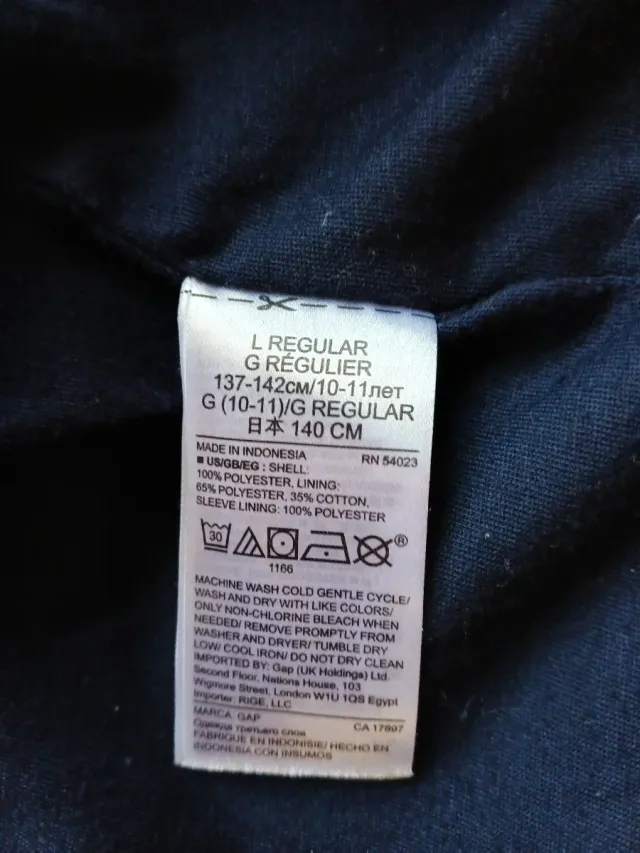 L REGULAR
G RÉGULIER
137-142см/10-11лет
G (10-11)/G REGULAR
日本 140 CM
MADE IN INDONESIA RN 54023
■ US/GB/EG : SHELL:
100% POLYESTER, LINING:
65% POLYESTER, 35% COTTON,
SLEEVE LINING: 100% POLYESTER
30 ®
1166
MACHINE WASH COLD GENTLE CYCLE/
WASH AND DRY WITH LIKE COLORS/
ONLY NON-CHLORINE BLEACH WHEN
NEEDED/ REMOVE PROMPTLY FROM
WASHER AND DRYER/ TUMBLE DRY
LOW/ COOL IRON/ DO NOT DRY CLEAN
IMPORTED BY: Gap (UK Holdings) Ltd.
Second Floor, Nations House, 103
Wigmore Street, London W1U 1QS Egypt
Importer: RIGE, LLC
MARCA: GAP
Одежда третьего слоя CA 17897
FABRIQUE EN INDONISIE/ HECHO EN
INDONESIA CON INSUMOS